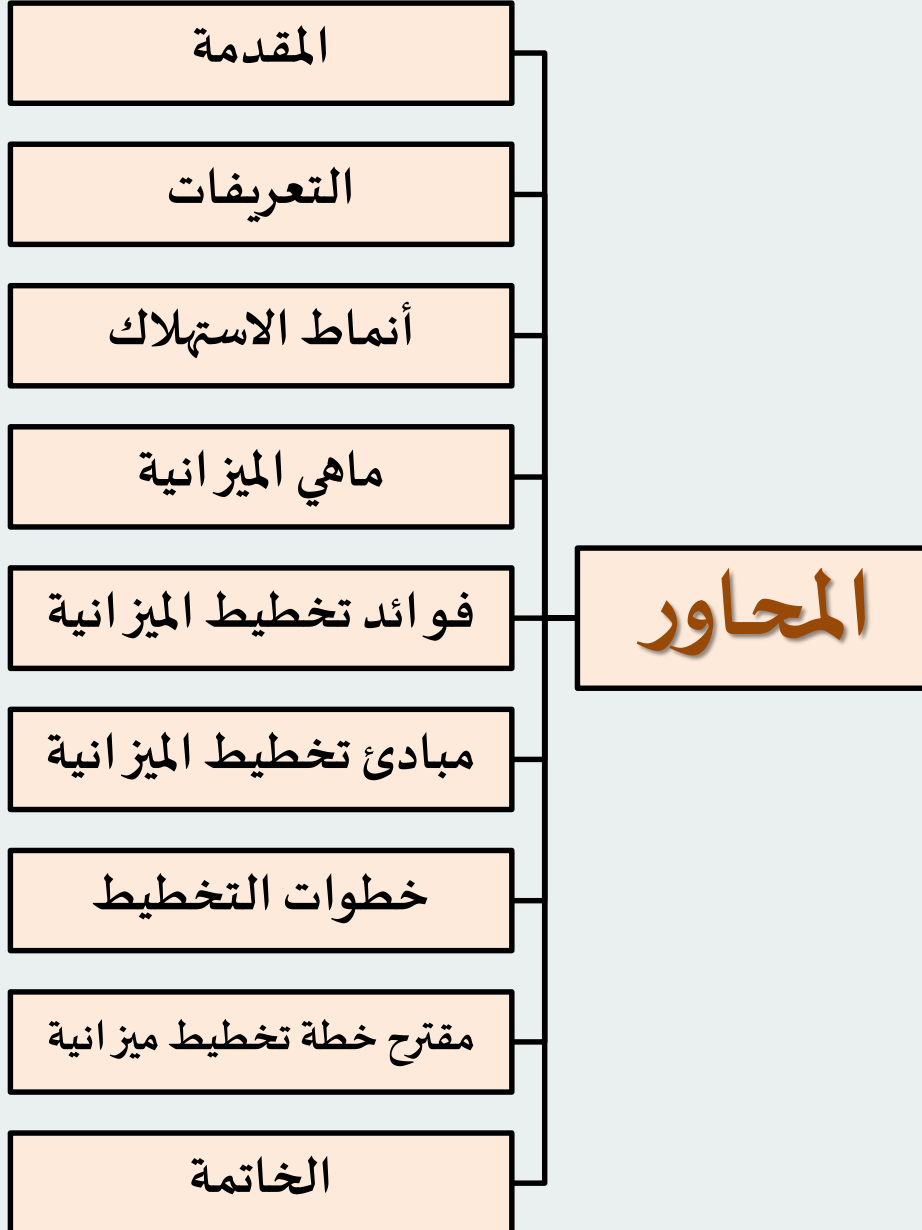 المحاور
المقدمة
التعريفات
أنماط الاستهلاك
ماهي الميزانية
فوائد تخطيط الميزانية
مبادئ تخطيط الميزانية
خطوات التخطيط
مقترح خطة تخطيط ميزانية
الخاتمة